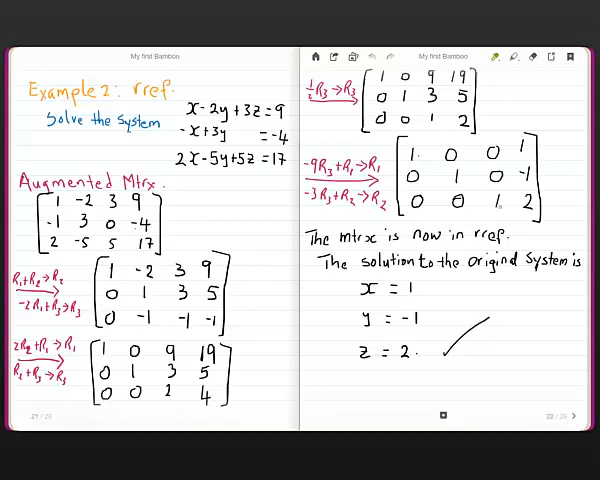 My first Bamboo
Example 2: rref.
Solve the System
x-2y+3z=9
-x+3y =-4
2x-5y+5z=17
Augmented Mtrx
1 -2 3 9
-1 3 0 -4
2 -5 5 17
R₁+R₂→R₂
-2R₁+R₃→R₃
1 -2 3 9
0 1 3 5
0 -1 -1 -1
2R₂+R₁→R₁
R₂+R₃→R₃
1 0 9 19
0 1 3 5
0 0 2 4
21 / 29
My first Bamboo
½R₃→R₃
1 0 9 19
0 1 3 5
0 0 1 2
-9R₃+R₁→R₁
-3R₃+R₂→R₂
1 0 0 1
0 1 0 -1
0 0 1 2
The mtrx is now in rref.
The solution to the original System is
x = 1
y = -1
z = 2.
22 / 29